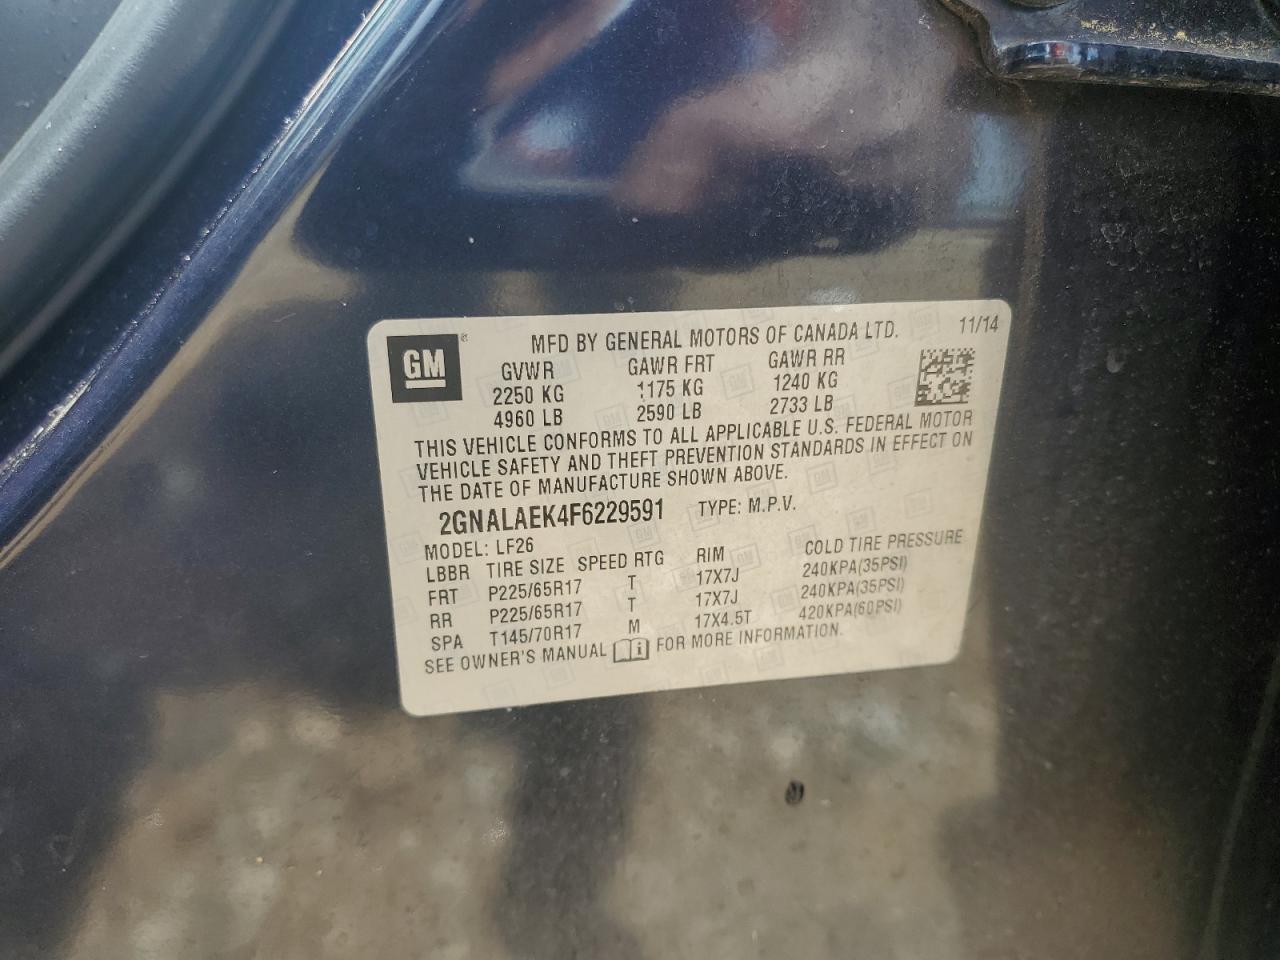 GM ® MFD BY GENERAL MOTORS OF CANADA LTD. 11/14
GVWR GAWR FRT GAWR RR
2250 KG 1175 KG 1240 KG
4960 LB 2590 LB 2733 LB
THIS VEHICLE CONFORMS TO ALL APPLICABLE U.S. FEDERAL MOTOR
VEHICLE SAFETY AND THEFT PREVENTION STANDARDS IN EFFECT ON
THE DATE OF MANUFACTURE SHOWN ABOVE.
2GNALAEK4F6229591 TYPE: M.P.V.
MODEL: LF26
LBBR TIRE SIZE SPEED RTG RIM COLD TIRE PRESSURE
FRT P225/65R17 T 17X7J 240KPA(35PSI)
RR P225/65R17 T 17X7J 240KPA(35PSI)
SPA T145/70R17 M 17X4.5T 420KPA(60PSI)
SEE OWNER'S MANUAL i FOR MORE INFORMATION.